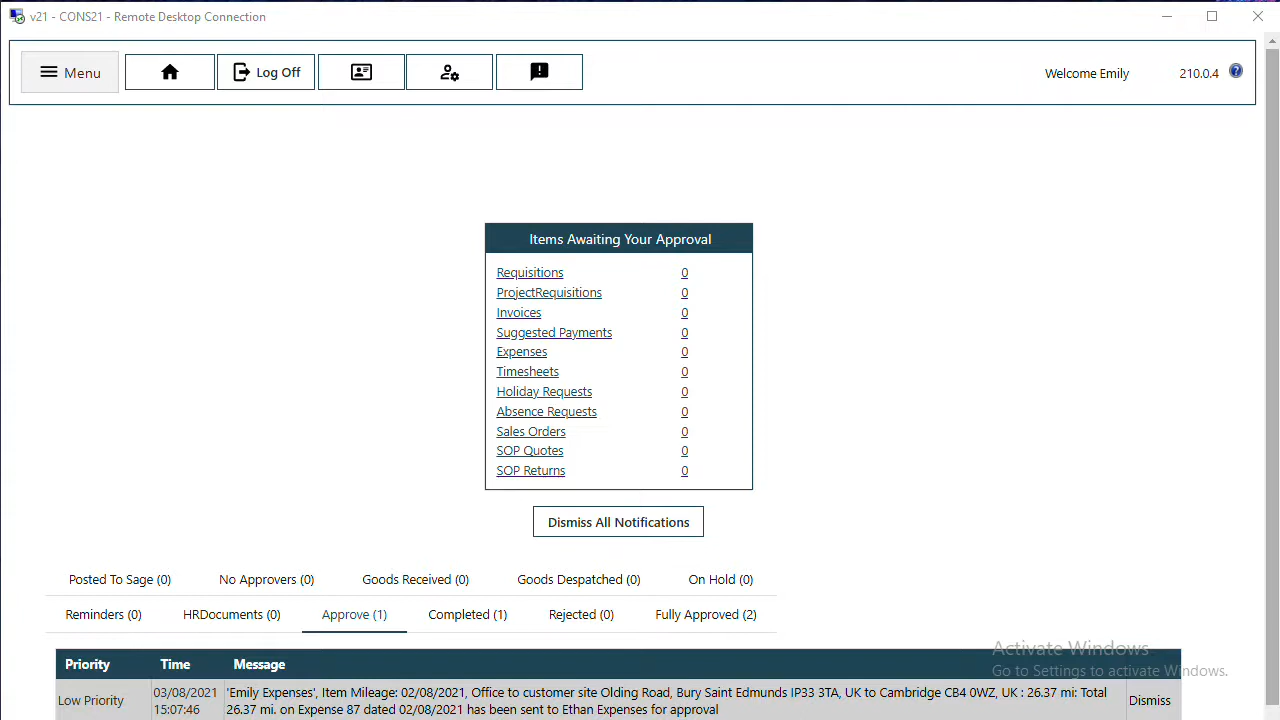 v21 - CONS21 - Remote Desktop Connection
Menu
Log Off
Welcome Emily
210.0.4
Items Awaiting Your Approval
Requisitions 0
ProjectRequisitions 0
Invoices 0
Suggested Payments 0
Expenses 0
Timesheets 0
Holiday Requests 0
Absence Requests 0
Sales Orders 0
SOP Quotes 0
SOP Returns 0
Dismiss All Notifications
Posted To Sage (0) No Approvers (0) Goods Received (0) Goods Despatched (0) On Hold (0)
Reminders (0) HRDocuments (0) Approve (1) Completed (1) Rejected (0) Fully Approved (2)
Activate Windows
Go to Settings to activate Windows.
Priority Time Message
Low Priority
03/08/2021
15:07:46
'Emily Expenses', Item Mileage: 02/08/2021, Office to customer site Olding Road, Bury Saint Edmunds IP33 3TA, UK to Cambridge CB4 0WZ, UK : 26.37 mi: Total
26.37 mi. on Expense 87 dated 02/08/2021 has been sent to Ethan Expenses for approval
Dismiss